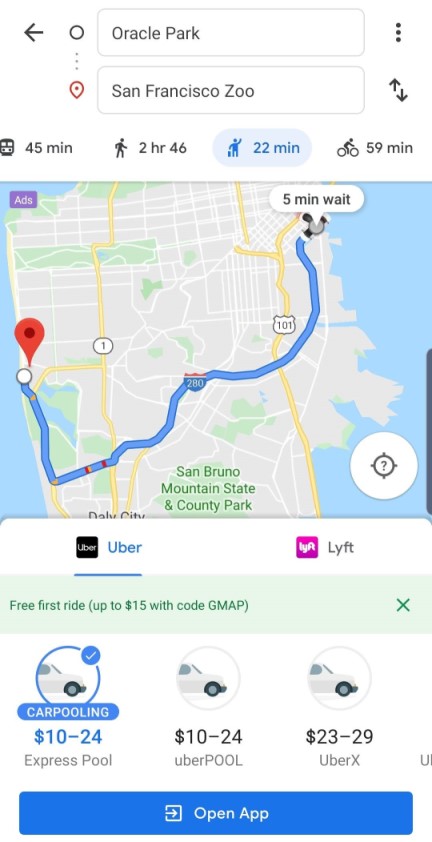 Oracle Park
San Francisco Zoo
45 min
2 hr 46
22 min
59 min
Ads
5 min wait
1
101
280
San Bruno
Mountain State
& County Park
Daly City
?
Uber
Uber
lyft
Lyft
Free first ride (up to $15 with code GMAP)
CARPOOLING
$10–24
Express Pool
$10–24
uberPOOL
$23–29
UberX
Open App